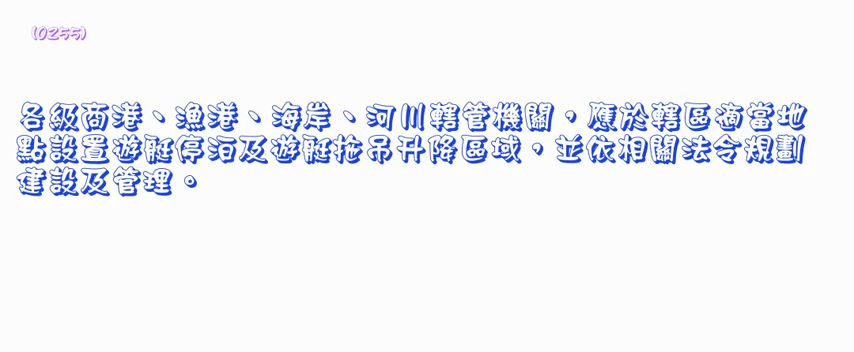 (0255)
各級商港、漁港、海岸、河川轄管機關，應於轄區適當地
點設置遊艇停泊及遊艇拖吊升降區域，並依相關法令規劃
建設及管理。